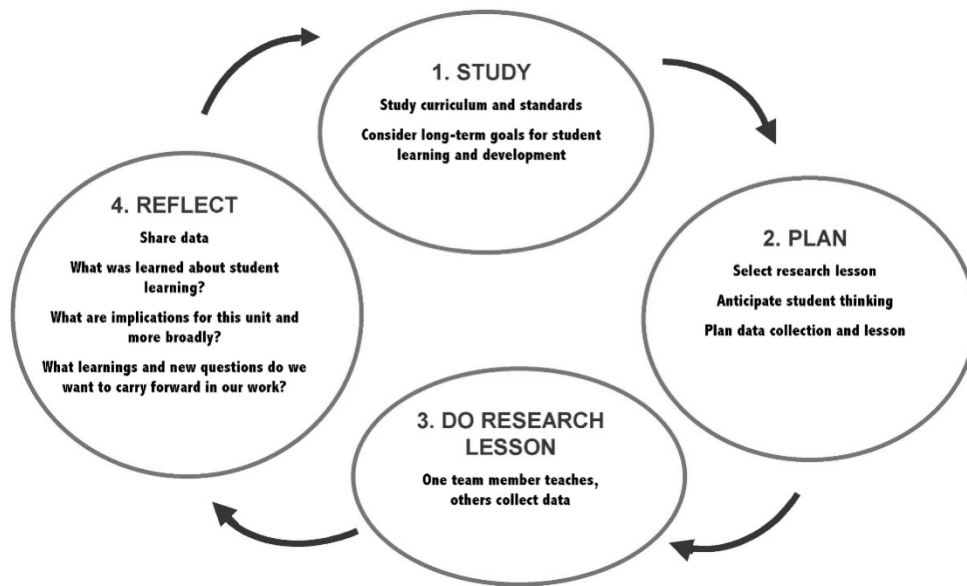 1. STUDY
Study curriculum and standards
Consider long-term goals for student
learning and development
2. PLAN
Select research lesson
Anticipate student thinking
Plan data collection and lesson
3. DO RESEARCH
LESSON
One team member teaches,
others collect data
4. REFLECT
Share data
What was learned about student
learning?
What are implications for this unit and
more broadly?
What learnings and new questions do we
want to carry forward in our work?